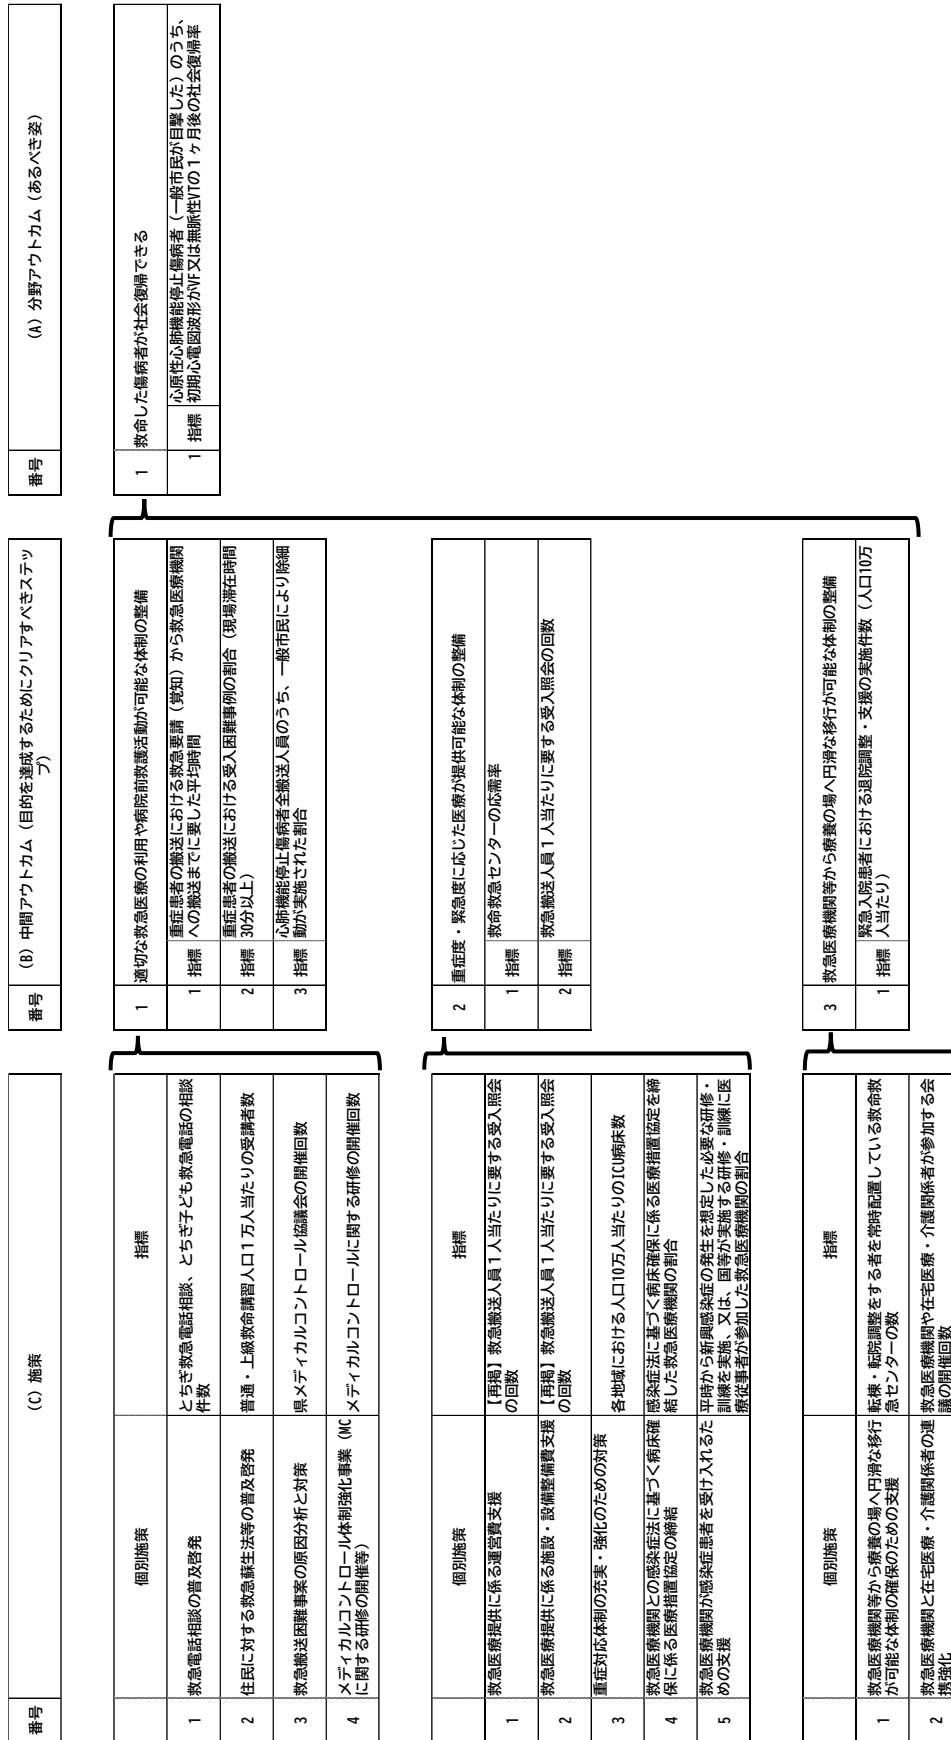 番号
(C) 施策
番号
(B) 中間アウトカム（目的を達成するためにクリアすべきステッ
プ）
番号
(A) 分野アウトカム（あるべき姿）
個別施策
指標
1
救急電話相談の普及啓発
とちぎ救急電話相談、とちぎ子ども救急電話の相談
件数
2
住民に対する救急蘇生法等の普及啓発
普通・上級救命講習人口１万人当たりの受講者数
3
救急搬送困難事案の原因分析と対策
県メディカルコントロール協議会の開催回数
4
メディカルコントロール体制強化事業（MC
に関する研修の開催等）
メディカルコントロールに関する研修の開催回数
1
適切な救急医療の利用や病院前救護活動が可能な体制の整備
1
指標
重症患者の搬送における救急要請（覚知）から救急医療機関
への搬送までに要した平均時間
2
指標
重症患者の搬送における受入困難事例の割合（現場滞在時間
30分以上）
3
指標
心肺機能停止傷病者全搬送人員のうち、一般市民により除細
動が実施された割合
1
救命した傷病者が社会復帰できる
1
指標
心原性心肺機能停止傷病者（一般市民が目撃した）のうち、
初期心電図波形がVF又は無脈性VTの１ヶ月後の社会復帰率
個別施策
指標
1
救急医療提供に係る運営費支援
【再掲】救急搬送人員１人当たりに要する受入照会
の回数
2
救急医療提供に係る施設・設備整備費支援
【再掲】救急搬送人員１人当たりに要する受入照会
の回数
3
重症対応体制の充実・強化のための対策
各地域における人口10万人当たりのICU病床数
4
救急医療機関との感染症法に基づく病床確
保に係る医療措置協定の締結
感染症法に基づく病床確保に係る医療措置協定を締
結した救急医療機関の割合
5
救急医療機関が感染症患者を受け入れるた
めの支援
平時から新興感染症の発生を想定した必要な研修・
訓練を実施、又は、国等が実施する研修・訓練に医
療従事者が参加した救急医療機関の割合
2
重症度・緊急度に応じた医療が提供可能な体制の整備
1
指標
救命救急センターの応需率
2
指標
救急搬送人員１人当たりに要する受入照会の回数
個別施策
指標
1
救急医療機関等から療養の場へ円滑な移行
が可能な体制の確保のための支援
転棟・転院調整をする者を常時配置している救命救
急センターの数
2
救急医療機関と在宅医療・介護関係者の連
携強化
救急医療機関や在宅医療・介護関係者が参加する会
議の開催回数
3
救急医療機関等から療養の場へ円滑な移行が可能な体制の整備
1
指標
緊急入院患者における退院調整・支援の実施件数（人口10万
人当たり）